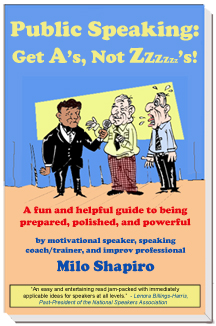 Public Speaking:
Get A's, Not Zzzzzz's!
A fun and helpful guide to being
prepared, polished, and powerful
by motivational speaker, speaking
coach/trainer, and improv professional
Milo Shapiro
"An easy and entertaining read jam-packed with immediately
applicable ideas for speakers at all levels." - Lenora Billings-Harris,
Past-President of the National Speakers Association